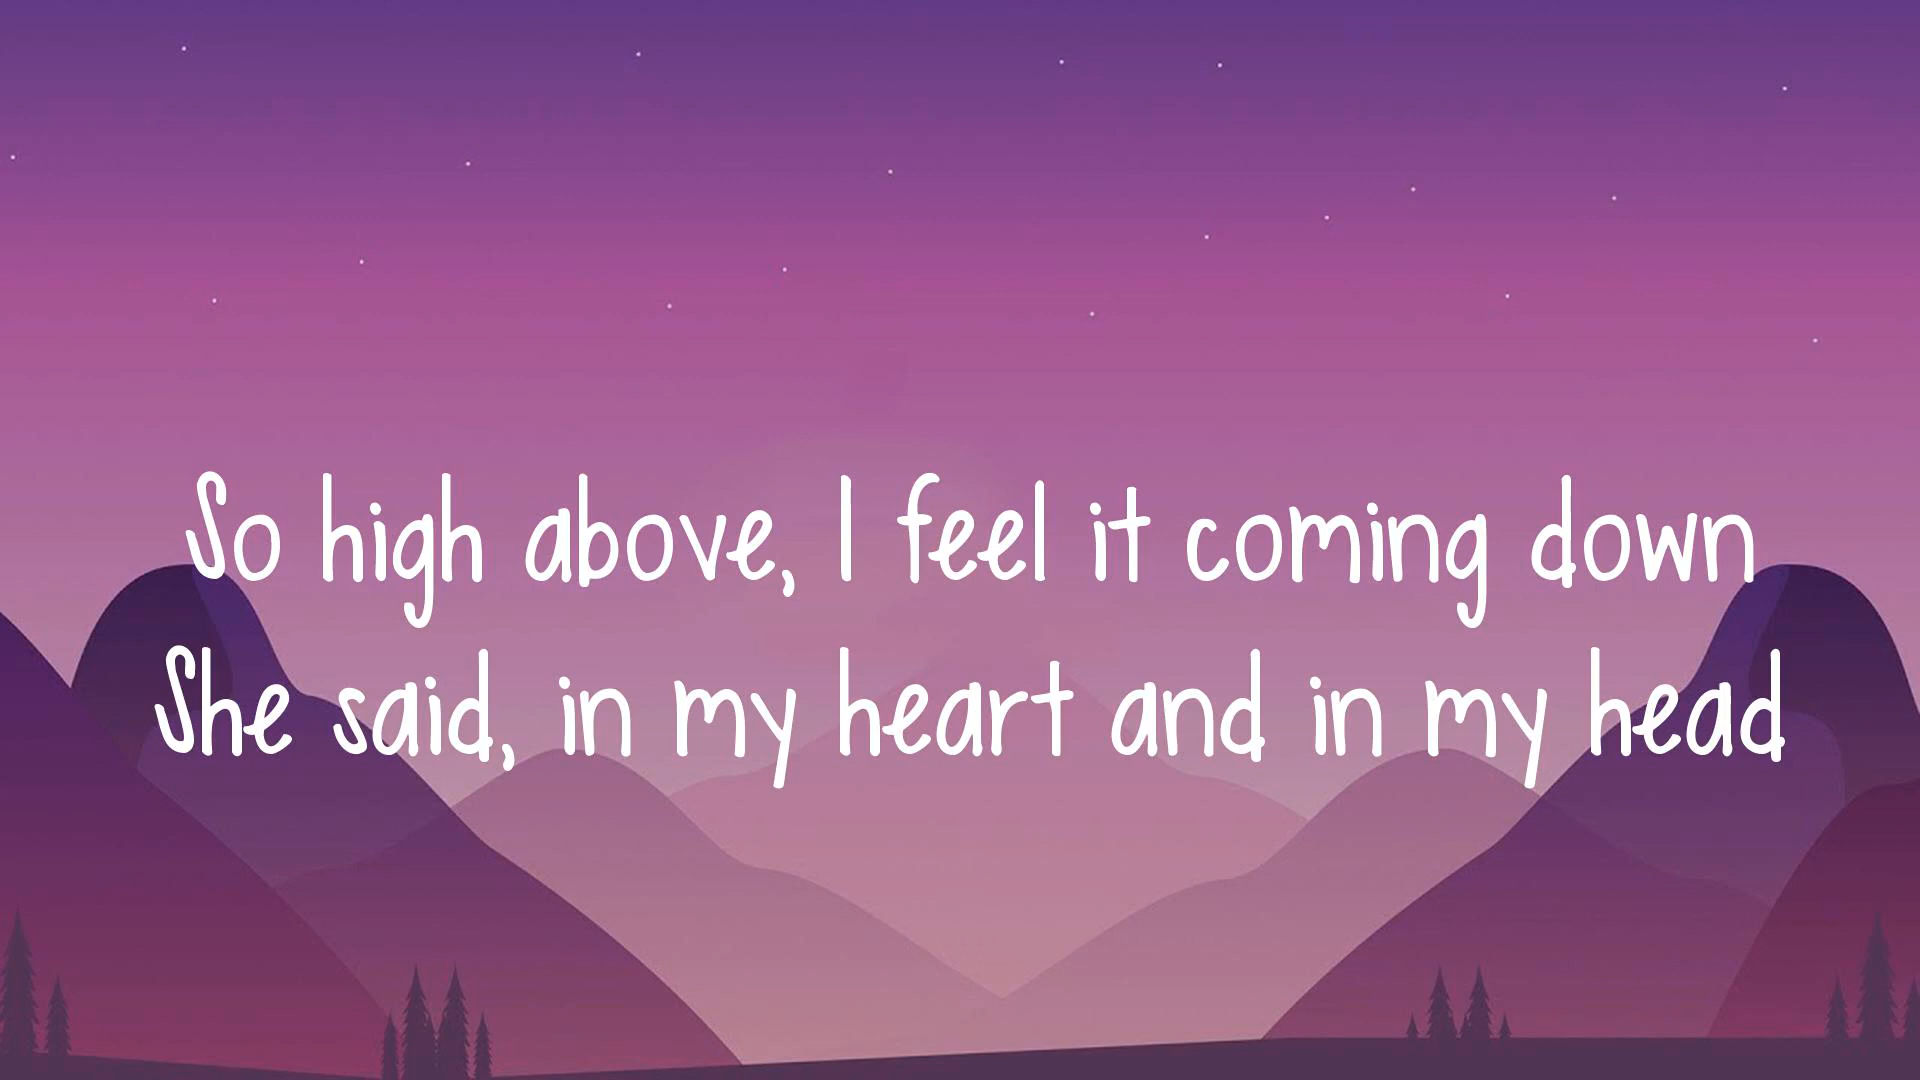 So high above, I feel it coming down
She said, in my heart and in my head